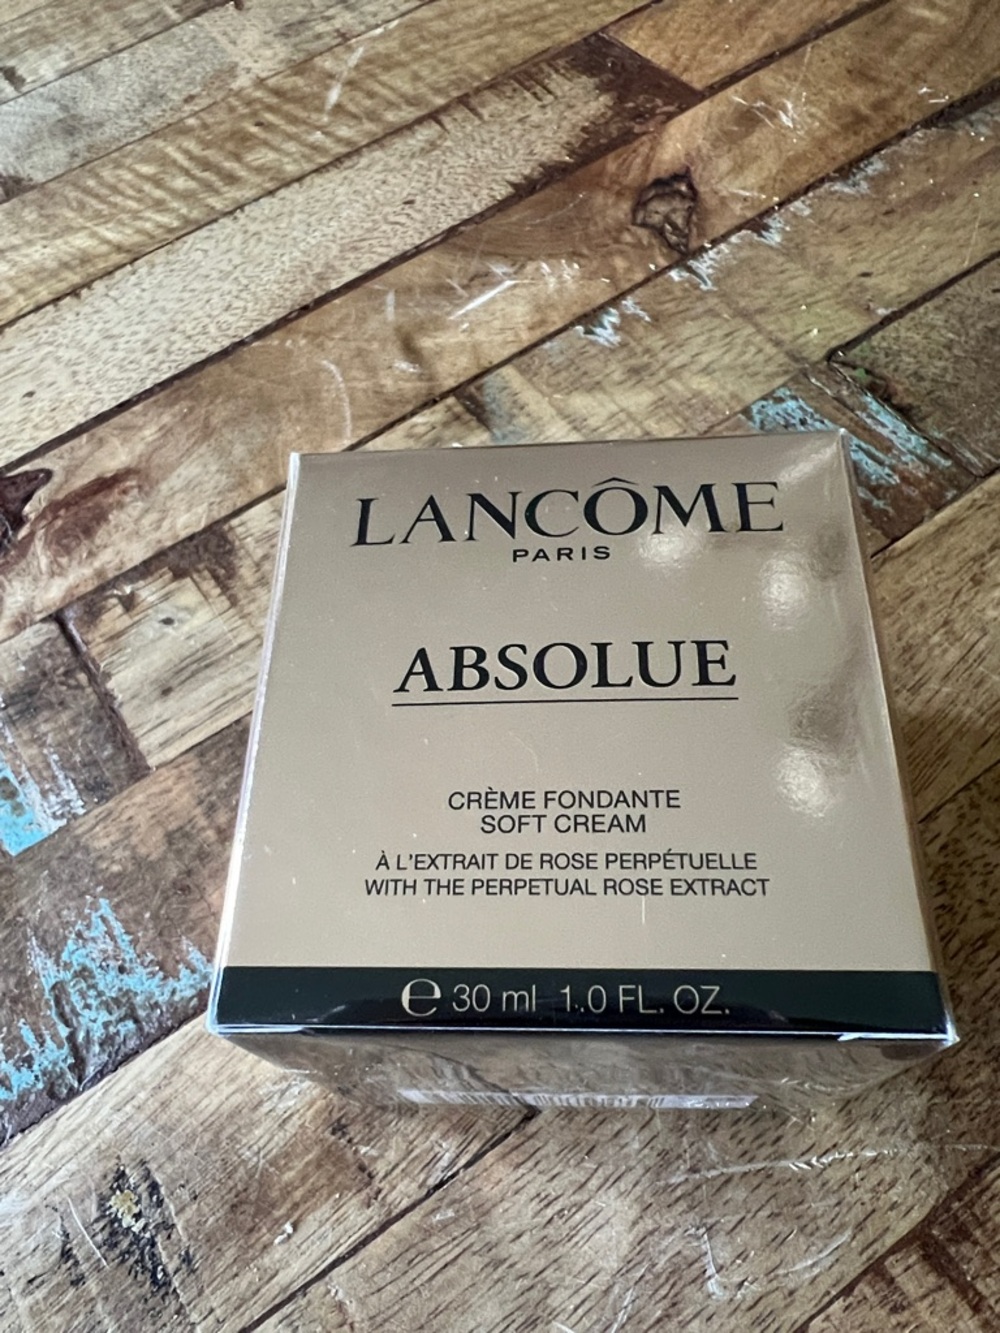 LANCÔME
PARIS
ABSOLUE
CRÈME FONDANTE
SOFT CREAM
À L'EXTRAIT DE ROSE PERPÉTUELLE
WITH THE PERPETUAL ROSE EXTRACT
℮ 30 ml 1.0 FL. OZ.